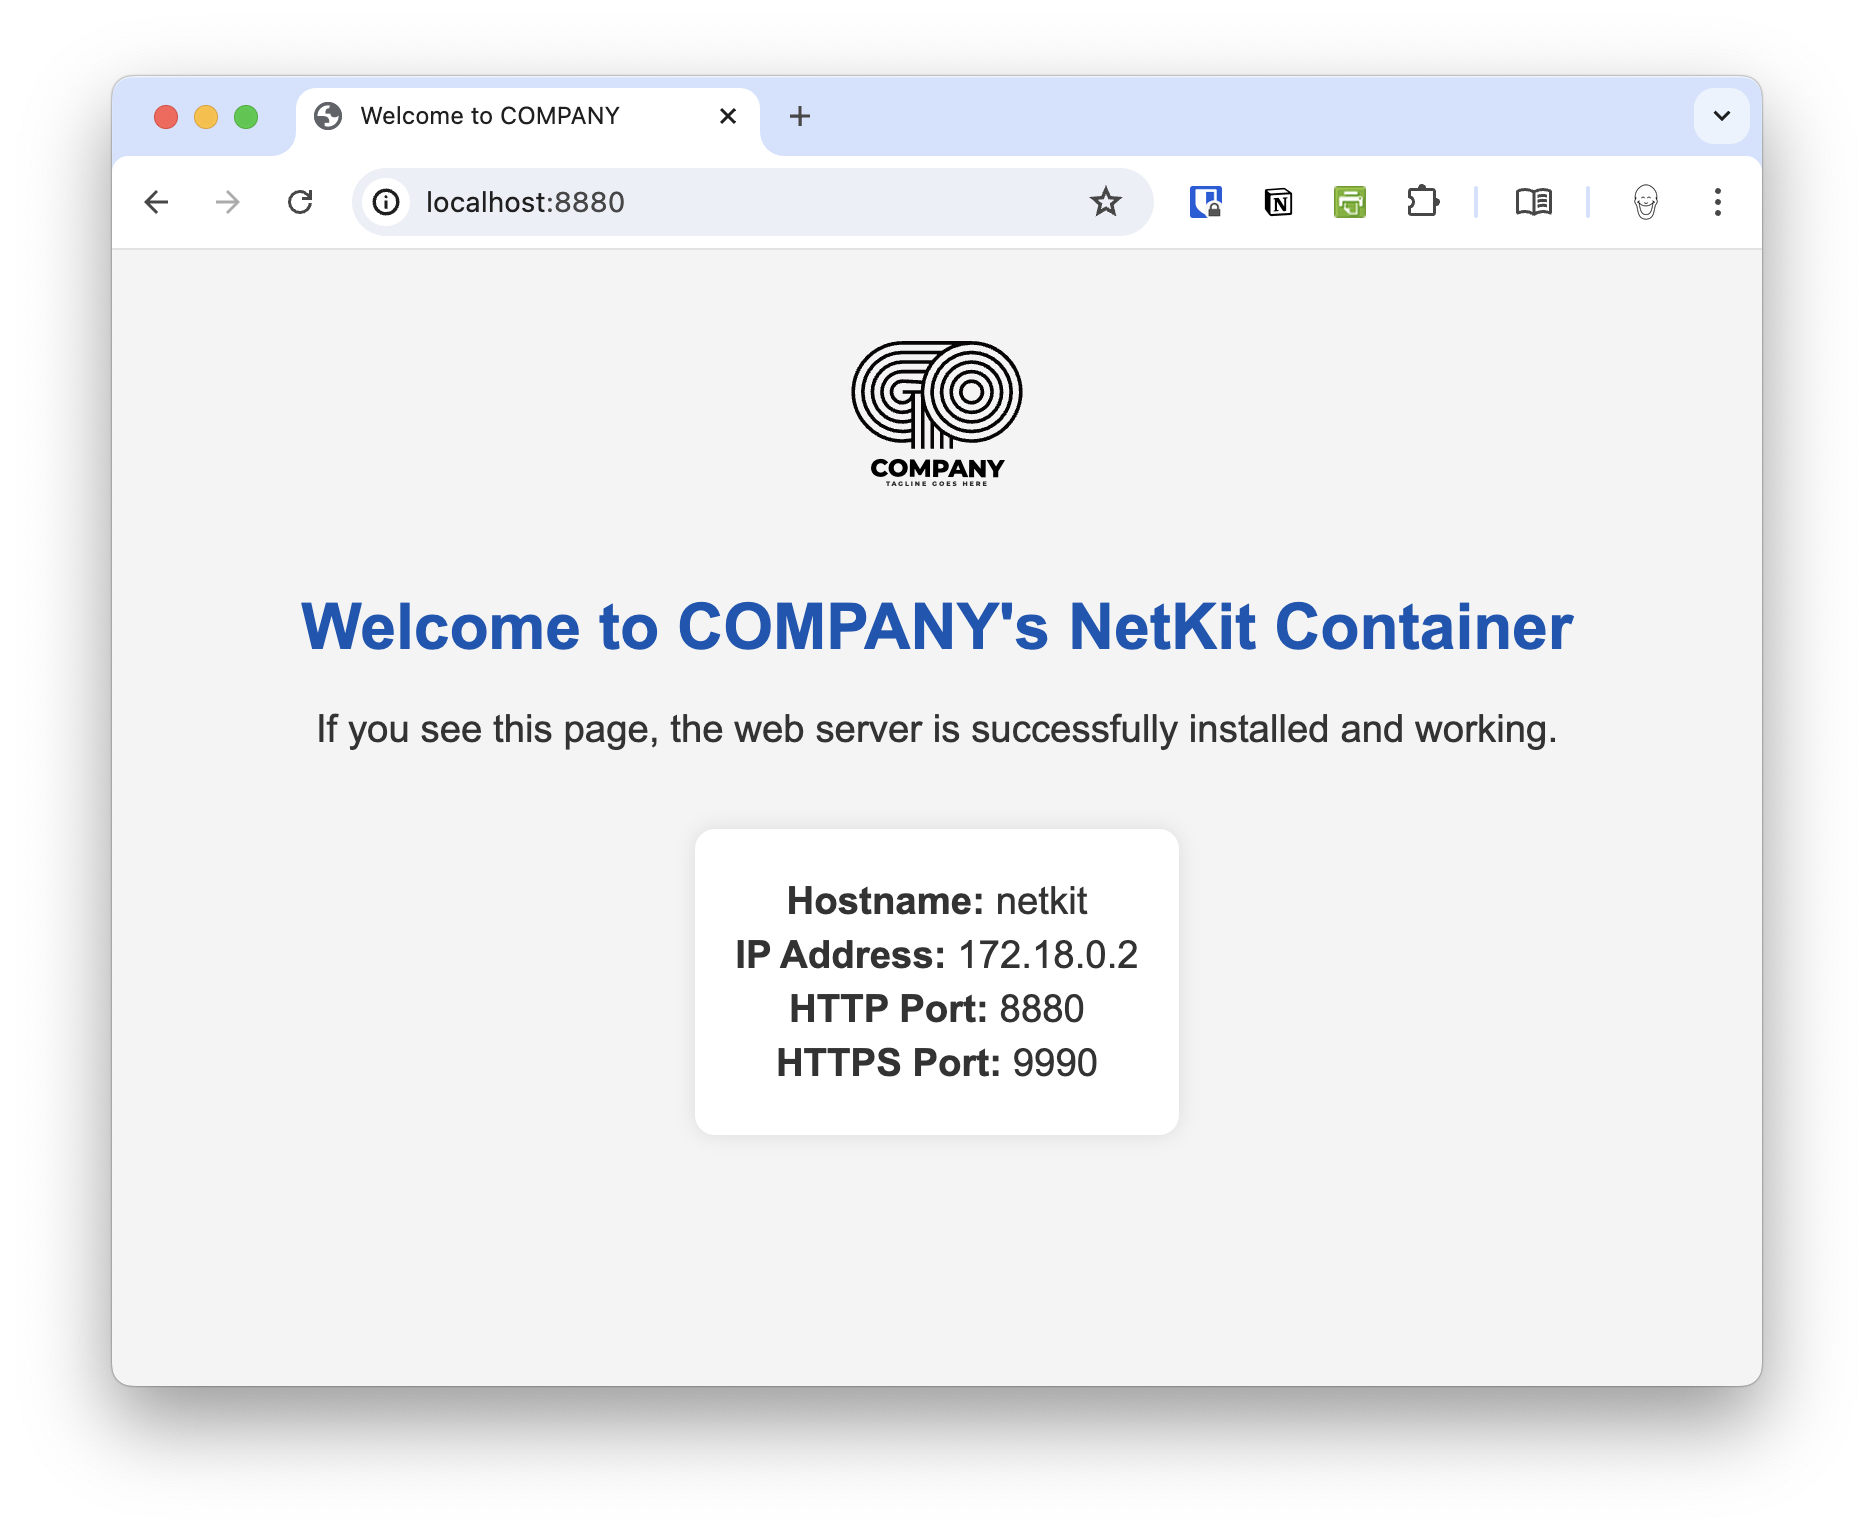 Welcome to COMPANY
localhost:8880
COMPANY
TAGLINE GOES HERE
Welcome to COMPANY's NetKit Container
If you see this page, the web server is successfully installed and working.
Hostname: netkit
IP Address: 172.18.0.2
HTTP Port: 8880
HTTPS Port: 9990